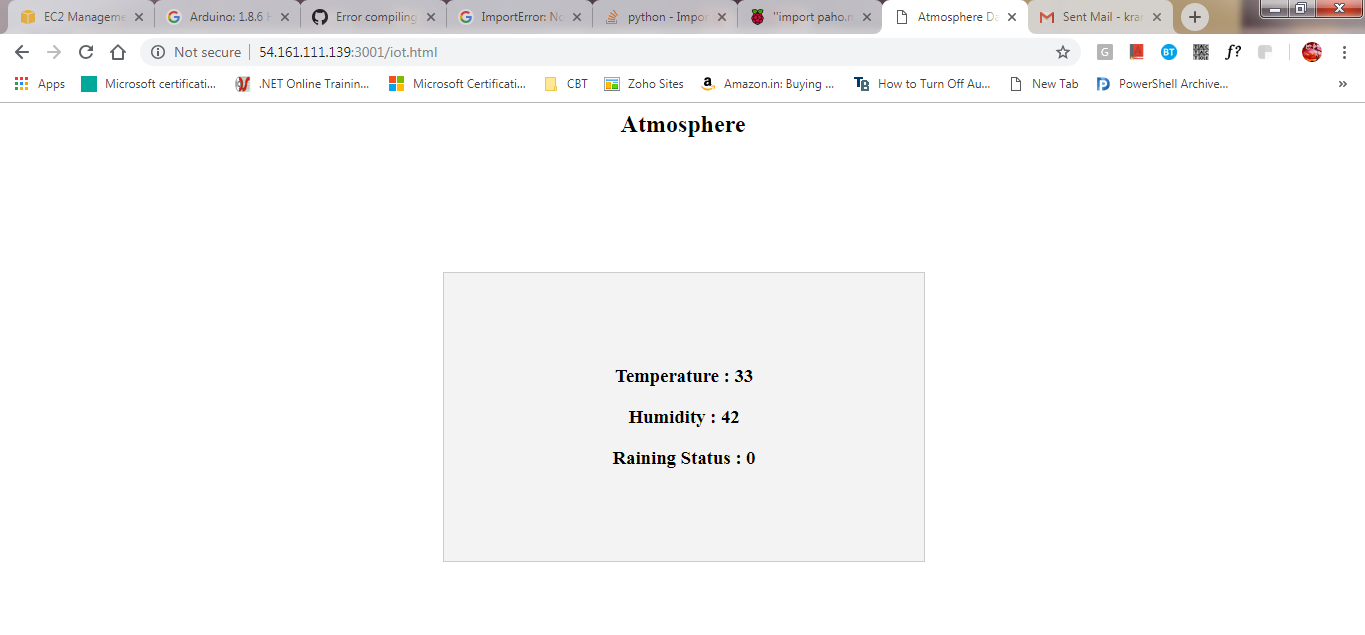 EC2 Manageme
Arduino: 1.8.6 H
Error compiling
ImportError: No
python - Impor
"import paho.m
Atmosphere Da
Sent Mail - krar
Not secure
54.161.111.139:3001/iot.html
G
BT
f?
Apps
Microsoft certificati...
.NET Online Trainin...
Microsoft Certificati...
CBT
Zoho Sites
Amazon.in: Buying ...
How to Turn Off Au...
New Tab
PowerShell Archive...
»
Atmosphere
Temperature : 33
Humidity : 42
Raining Status : 0